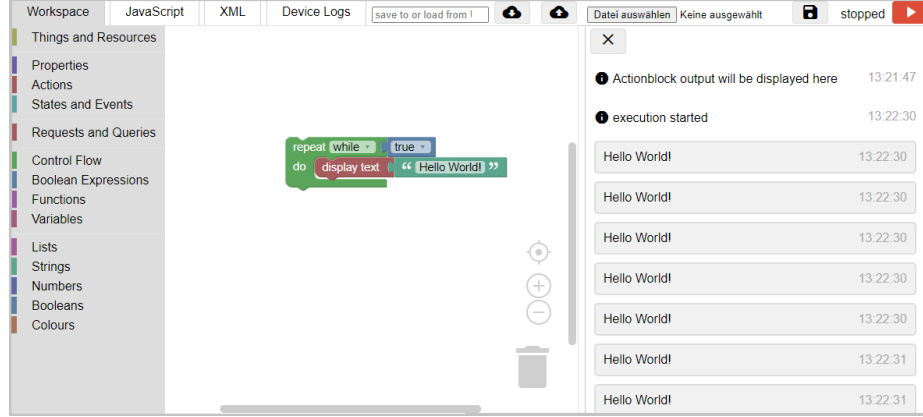 Workspace JavaScript XML Device Logs save to or load from Datei auswählen Keine ausgewählt stopped
Things and Resources
Properties
Actions
States and Events
Requests and Queries
Control Flow
Boolean Expressions
Functions
Variables
Lists
Strings
Numbers
Booleans
Colours
repeat while true
do display text “ Hello World! ”
Actionblock output will be displayed here 13:21:47
execution started 13:22:30
Hello World! 13:22:30
Hello World! 13:22:30
Hello World! 13:22:30
Hello World! 13:22:30
Hello World! 13:22:30
Hello World! 13:22:31
Hello World! 13:22:31